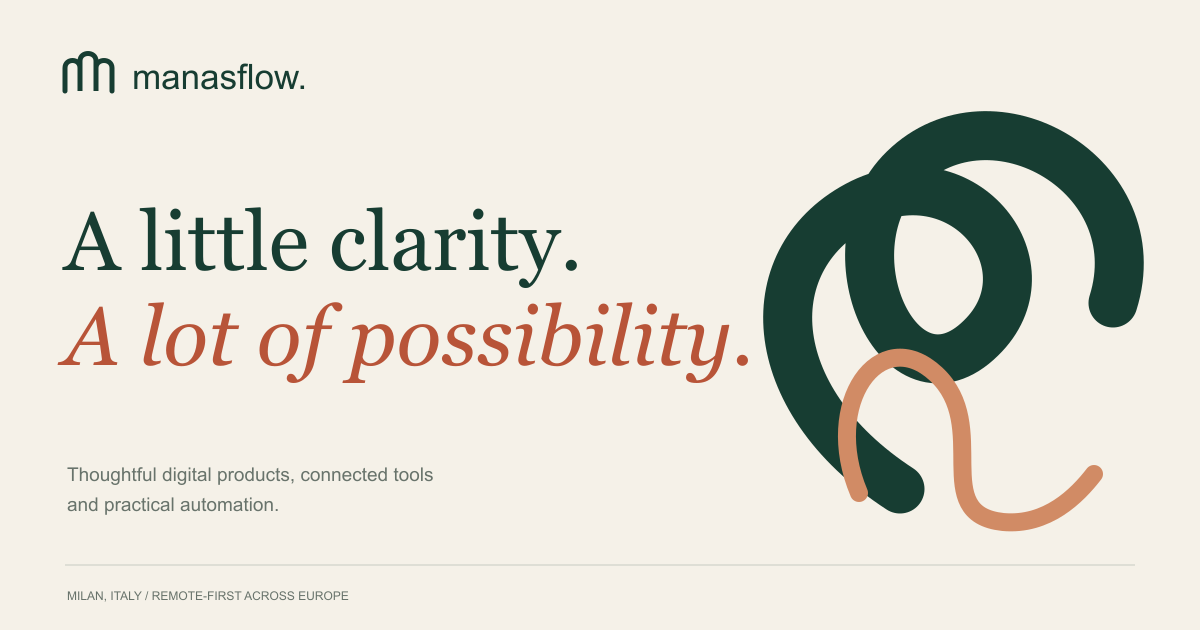 manasflow.
A little clarity.
A lot of possibility.
Thoughtful digital products, connected tools
and practical automation.
MILAN, ITALY / REMOTE-FIRST ACROSS EUROPE